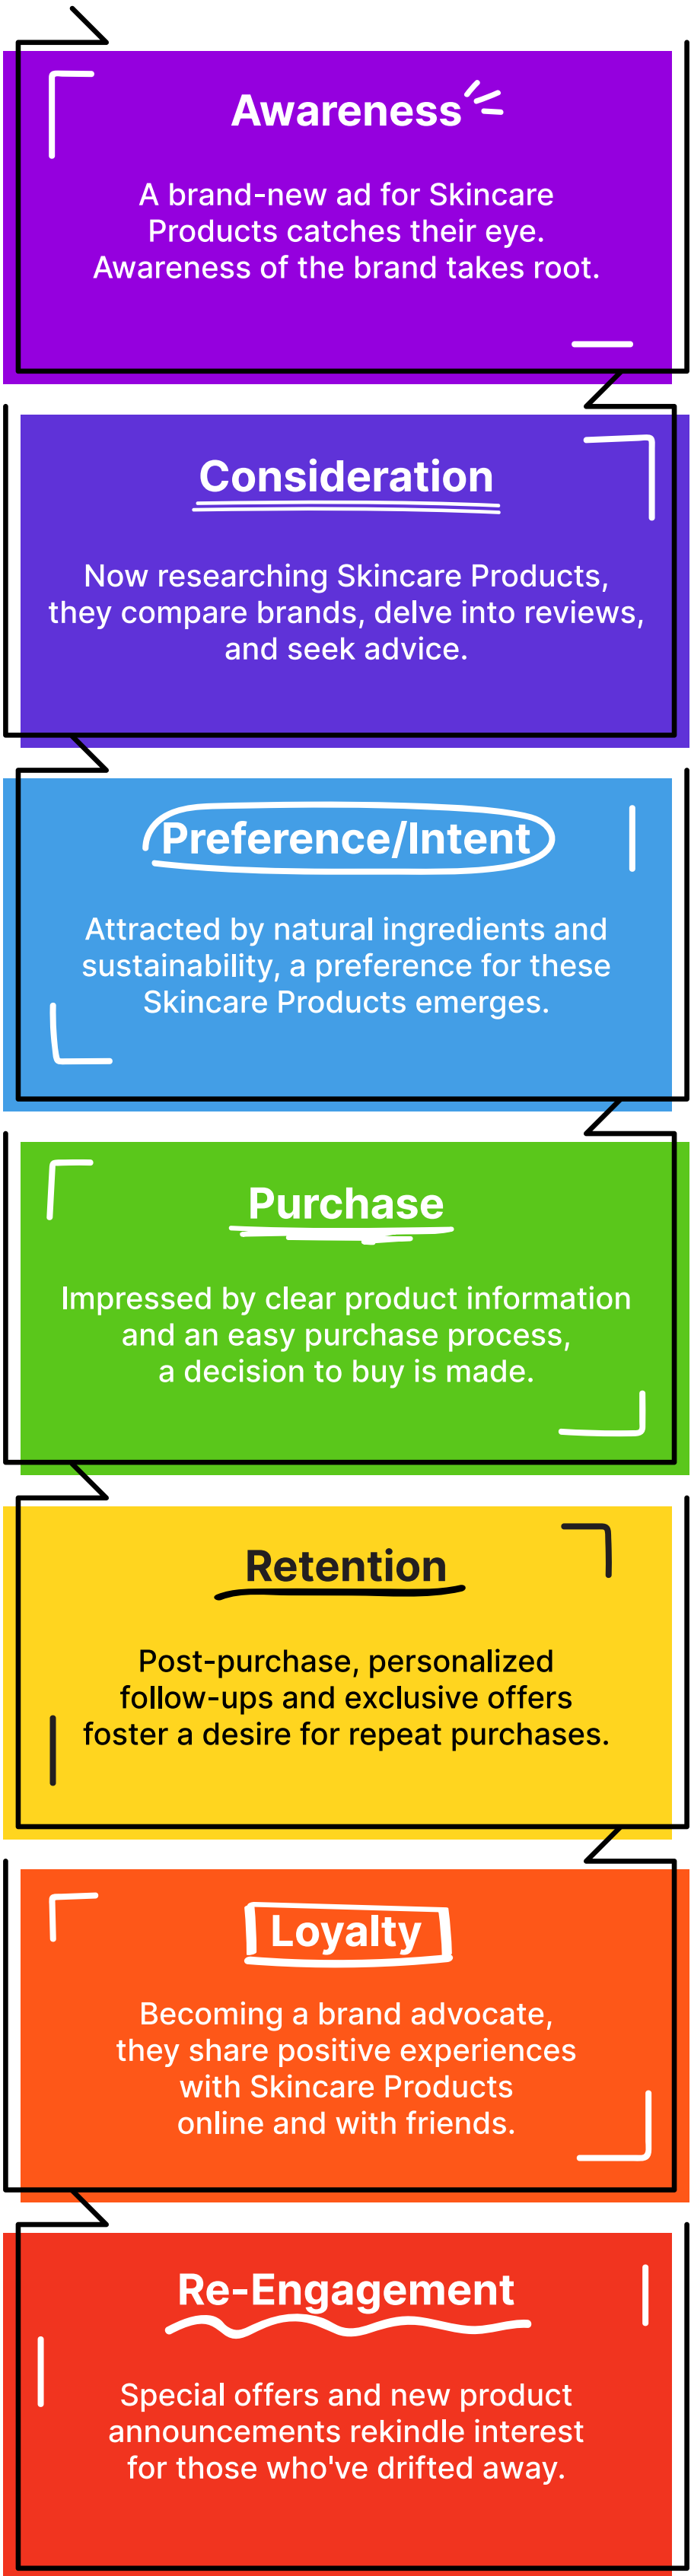 Awareness
A brand-new ad for Skincare
Products catches their eye.
Awareness of the brand takes root.
Consideration
Now researching Skincare Products,
they compare brands, delve into reviews,
and seek advice.
Preference/Intent
Attracted by natural ingredients and
sustainability, a preference for these
Skincare Products emerges.
Purchase
Impressed by clear product information
and an easy purchase process,
a decision to buy is made.
Retention
Post-purchase, personalized
follow-ups and exclusive offers
foster a desire for repeat purchases.
Loyalty
Becoming a brand advocate,
they share positive experiences
with Skincare Products
online and with friends.
Re-Engagement
Special offers and new product
announcements rekindle interest
for those who've drifted away.